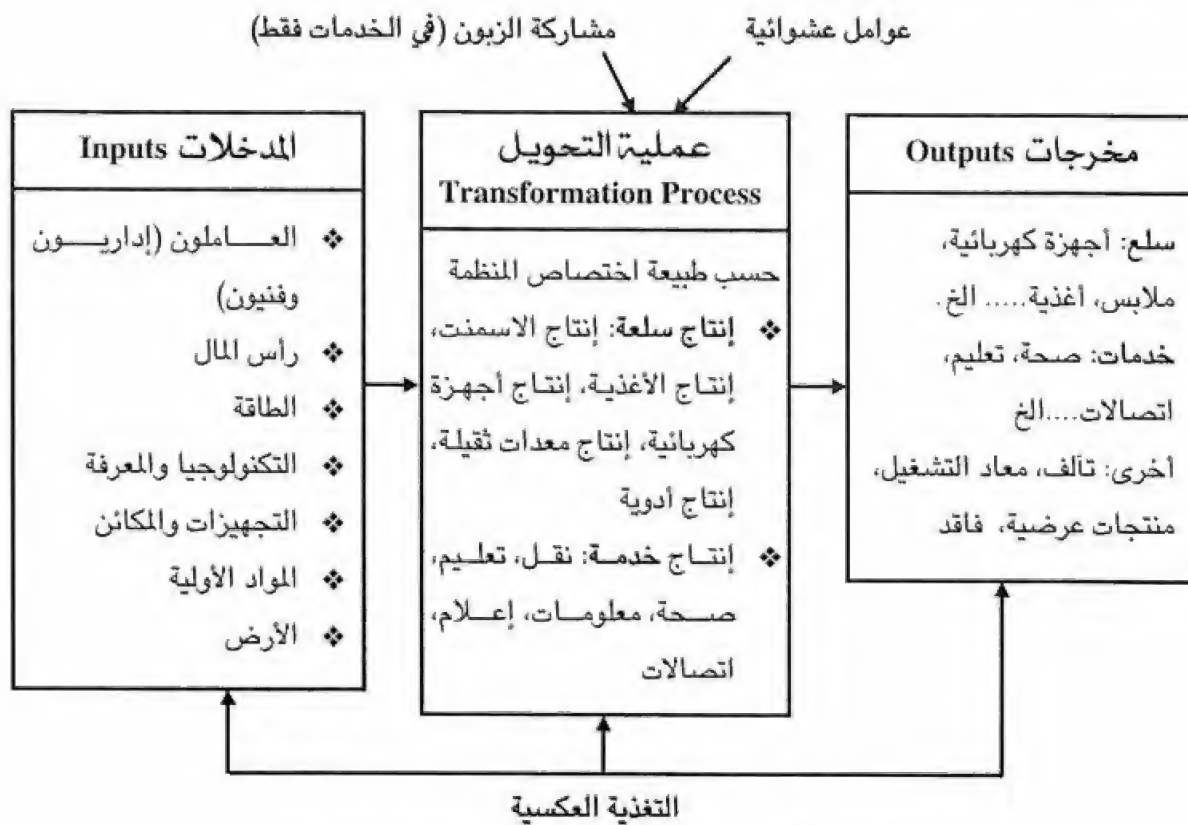 مشاركة الزبون (في الخدمات فقط)
عوامل عشوائية
المدخلات Inputs
❖ العـــاملون (إداريـــون
وفنيون)
❖ رأس المال
❖ الطاقة
❖ التكنولوجيا والمعرفة
❖ التجهيزات والمكائن
❖ المواد الأولية
❖ الأرض
عملية التحويل
Transformation Process
حسب طبيعة اختصاص المنظمة
❖ إنتاج سلعة: إنتاج الاسمنت،
إنتاج الأغذية، إنتاج أجهزة
كهربائية، إنتاج معدات ثقيلة،
إنتاج أدوية
❖ إنتاج خدمـة: نقـل، تعلـيم،
صـحة، معلومـات، إعـلام،
اتصالات
مخرجات Outputs
سلع: أجهزة كهربائية،
ملابس، أغذية..... الخ.
خدمات: صحة، تعليم،
اتصالات....الخ
أخرى: تآلف، معاد التشغيل،
منتجات عرضية، فاقد
التغذية العكسية